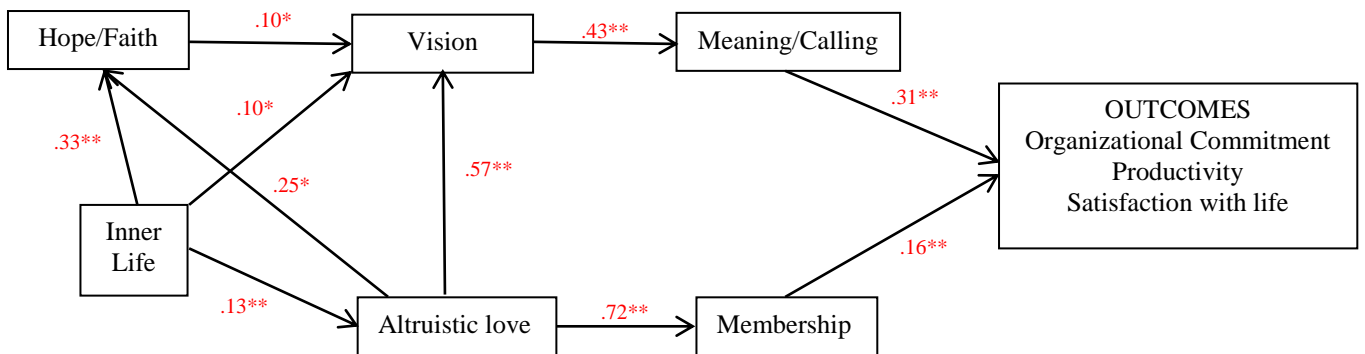 .10*
Hope/Faith
Vision
.43**
Meaning/Calling
.10*
.31**
OUTCOMES
Organizational Commitment
Productivity
Satisfaction with life
.33**
.25*
.57**
Inner
Life
.16**
.13**
Altruistic love
.72**
Membership